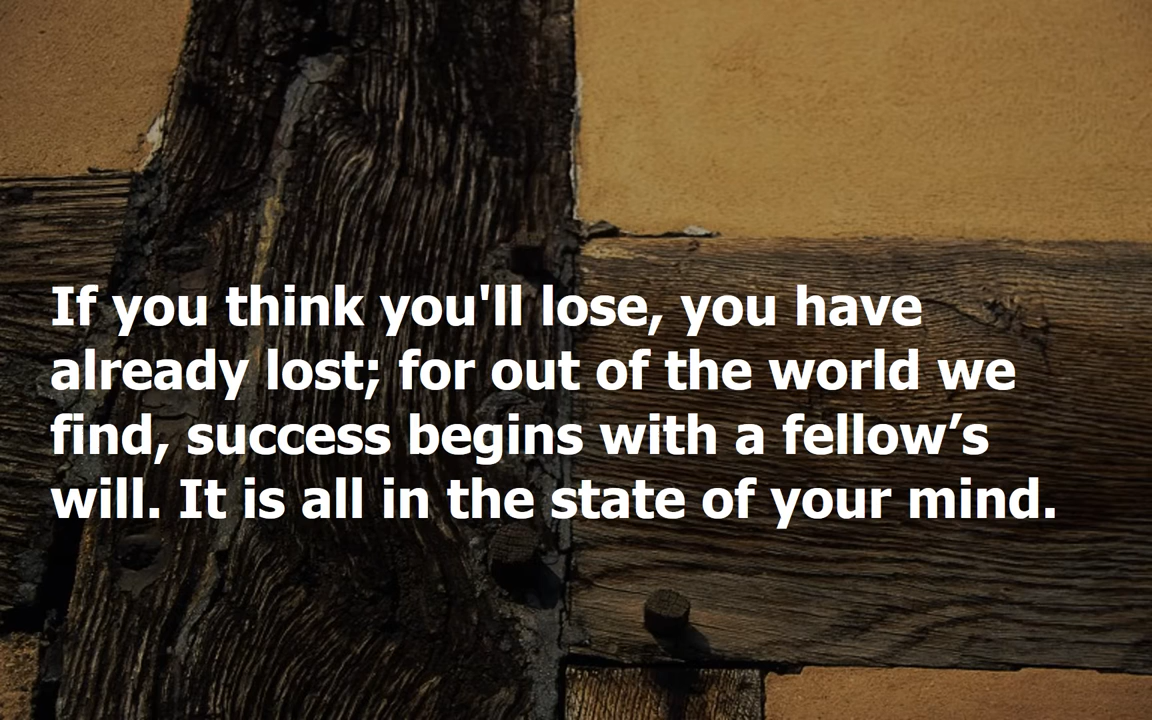 If you think you'll lose, you have
already lost; for out of the world we
find, success begins with a fellow’s
will. It is all in the state of your mind.